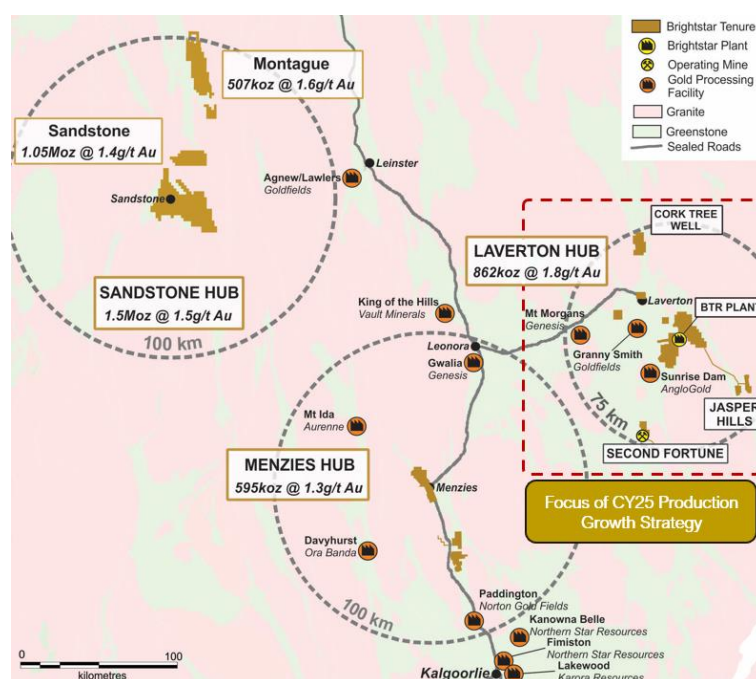 Montague
507koz @ 1.6g/t Au
Sandstone
1.05Moz @ 1.4g/t Au
Sandstone
SANDSTONE HUB
1.5Moz @ 1.5g/t Au
100 km
Leinster
Agnew/Lawlers
Goldfields
Brightstar Tenure
Brightstar Plant
Operating Mine
Gold Processing
Facility
Granite
Greenstone
Sealed Roads
CORK TREE
WELL
LAVERTON HUB
862koz @ 1.8g/t Au
Laverton
BTR PLANT
King of the Hills
Vault Minerals
Mt Morgans
Genesis
Leonora
Granny Smith
Goldfields
Gwalia
Genesis
Sunrise Dam
AngloGold
JASPER
HILLS
75 km
Mt Ida
Aurenne
SECOND FORTUNE
MENZIES HUB
595koz @ 1.3g/t Au
Menzies
Focus of CY25 Production
Growth Strategy
Davyhurst
Ora Banda
100 km
Paddington
Norton Gold Fields
Kanowna Belle
Northern Star Resources
Fimiston
Northern Star Resources
Lakewood
Karora Resources
Kalgoorlie
0
100
kilometres